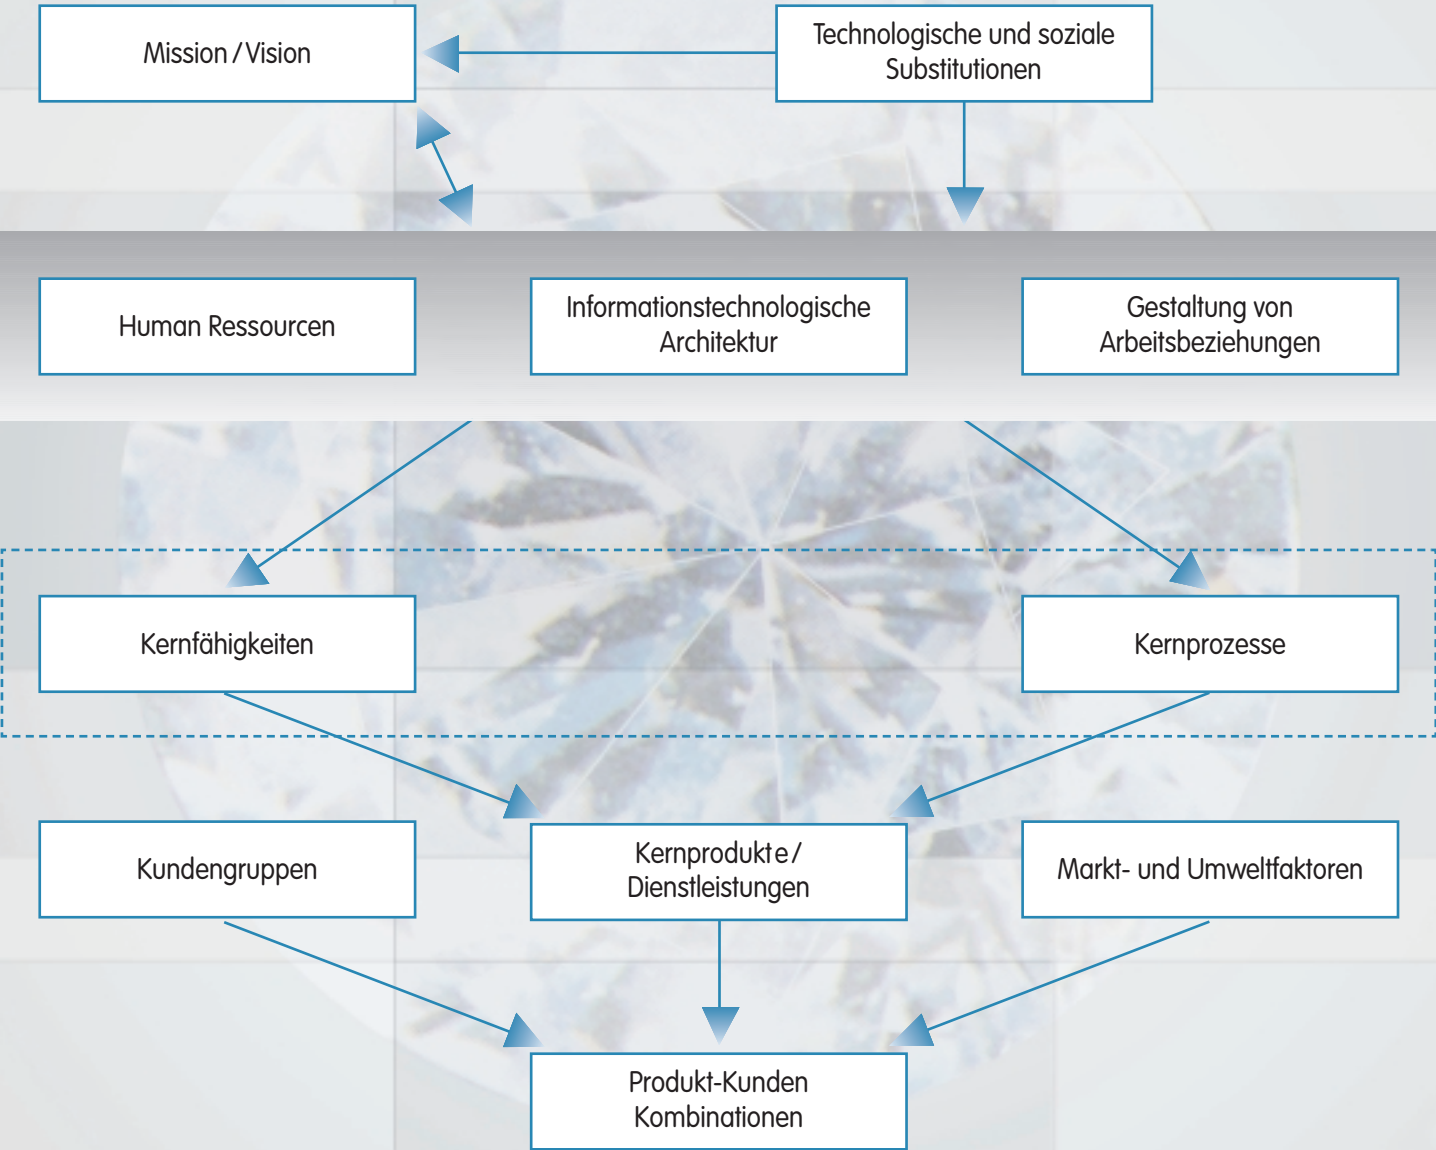 Mission / Vision
Technologische und soziale
Substitutionen
Human Ressourcen
Informationstechnologische
Architektur
Gestaltung von
Arbeitsbeziehungen
Kernfähigkeiten
Kernprozesse
Kundengruppen
Kernprodukte /
Dienstleistungen
Markt- und Umweltfaktoren
Produkt-Kunden
Kombinationen